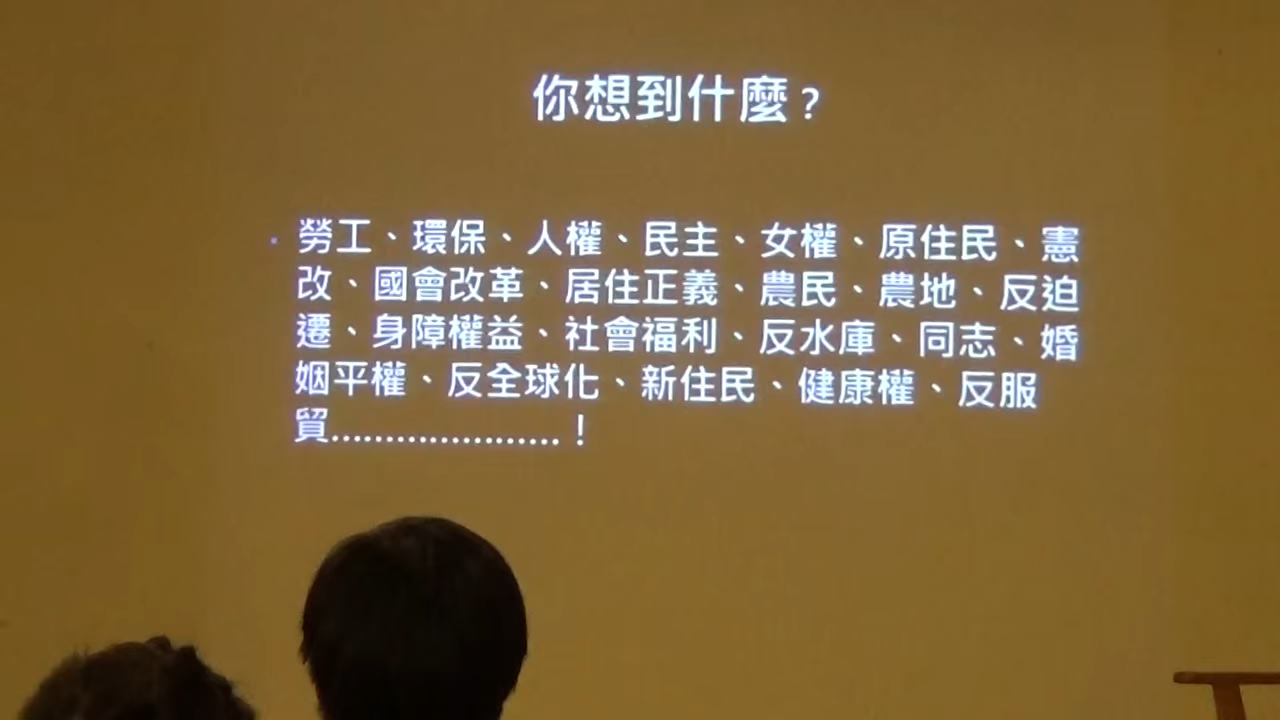 你想到什麼?
• 勞工、環保、人權、民主、女權、原住民、憲
改、國會改革、居住正義、農民、農地、反迫
遷、身障權益、社會福利、反水庫、同志、婚
姻平權、反全球化、新住民、健康權、反服
貿.....................!